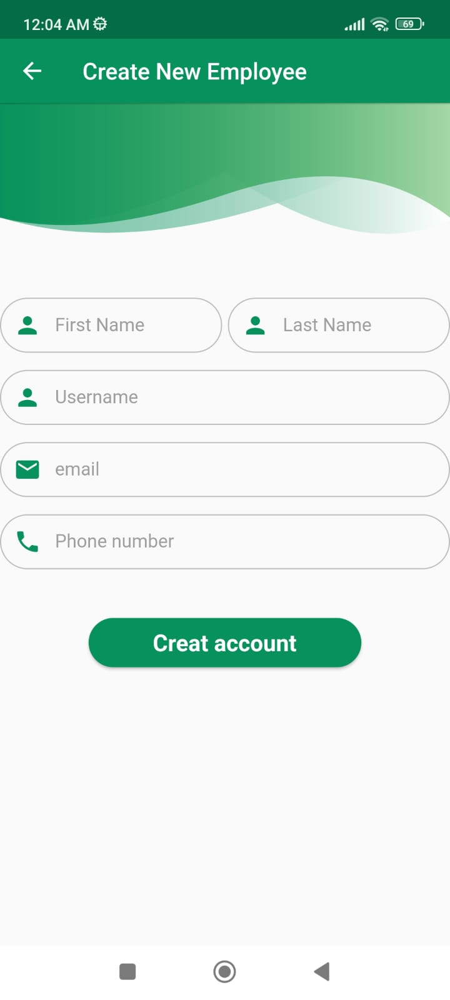 12:04 AM 69
Create New Employee
First Name Last Name
Username
email
Phone number
Creat account